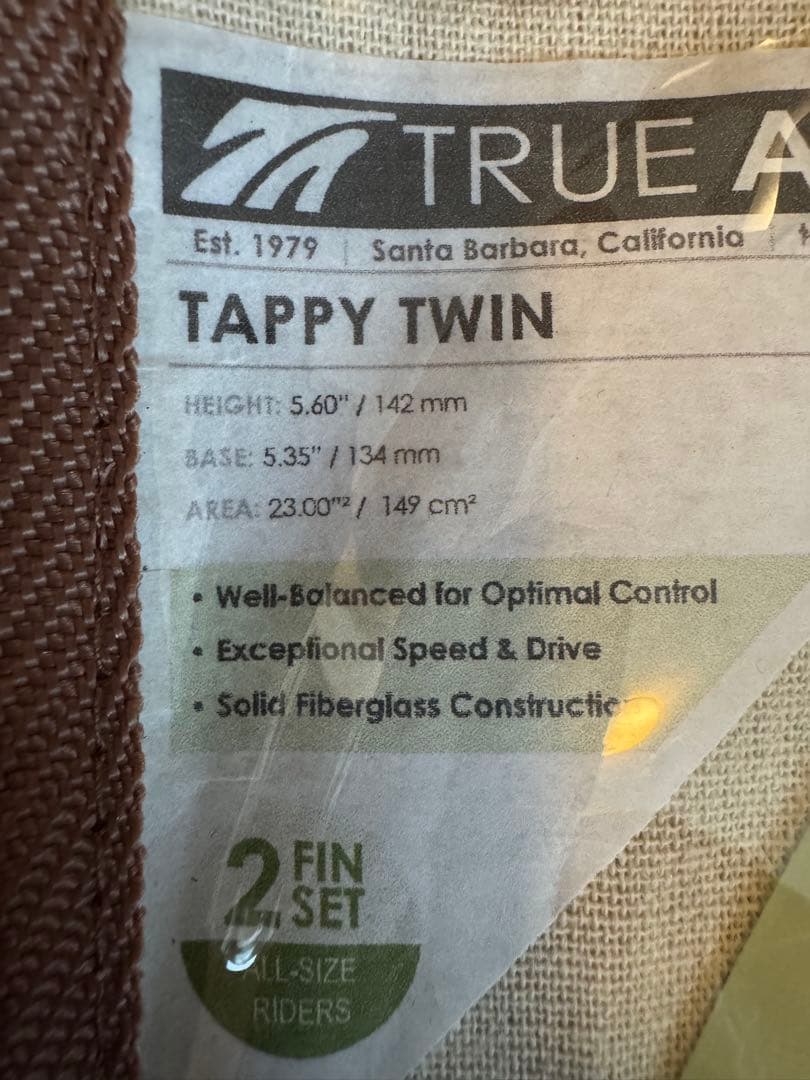 TRUE A
Est. 1979 | Santa Barbara, California |
TAPPY TWIN
HEIGHT: 5.60" / 142 mm
BASE: 5.35" / 134 mm
AREA: 23.00"² / 149 cm²
• Well-Balanced for Optimal Control
• Exceptional Speed & Drive
• Solid Fiberglass Constructio
2 FIN
SET
ALL-SIZE
RIDERS